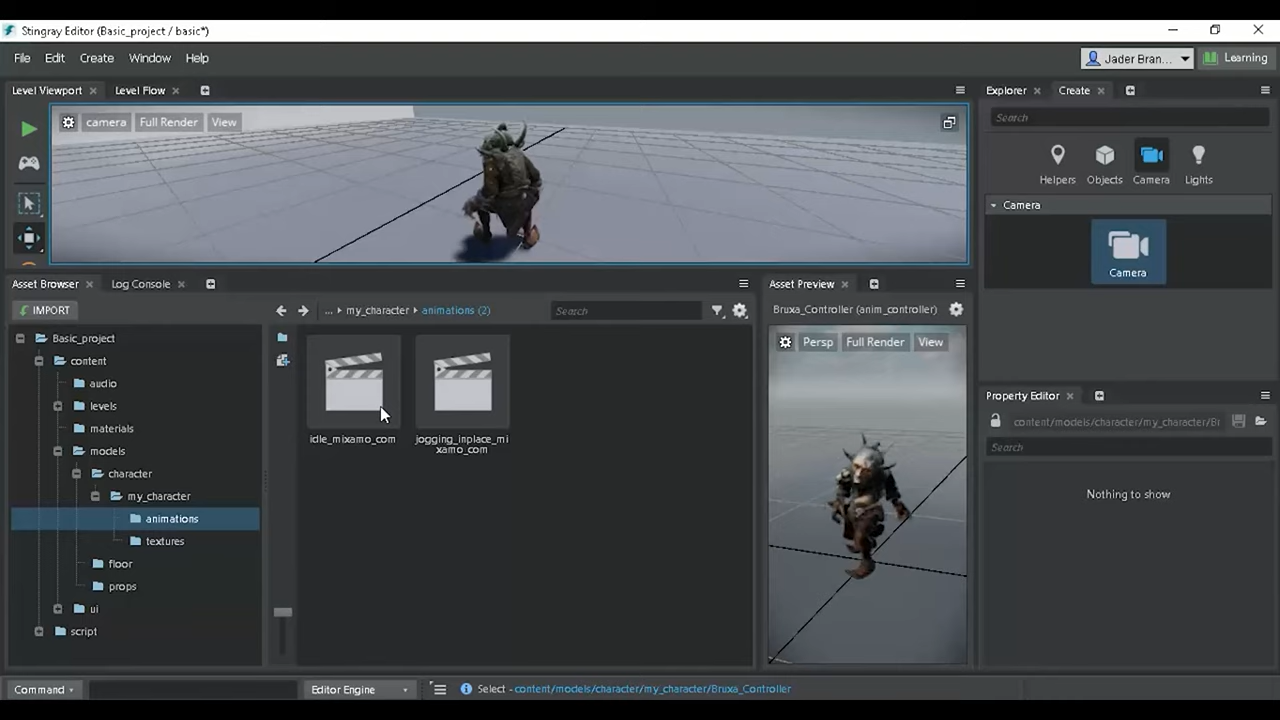 Stingray Editor (Basic_project / basic*)
File Edit Create Window Help
Jader Bran... Learning
Level Viewport Level Flow
camera Full Render View
Explorer Create
Search
Helpers Objects Camera Lights
Camera
Camera
Asset Browser Log Console
IMPORT
... my_character animations (2)
Search
Basic_project
content
audio
levels
materials
models
character
my_character
animations
textures
floor
props
ui
script
idle_mixamo_com
jogging_inplace_mi
xamo_com
Asset Preview
Bruxa_Controller (anim_controller)
Persp Full Render View
Property Editor
content/models/character/my_character/Br
Search
Nothing to show
Command
Editor Engine
Select - content/models/character/my_character/Bruxa_Controller